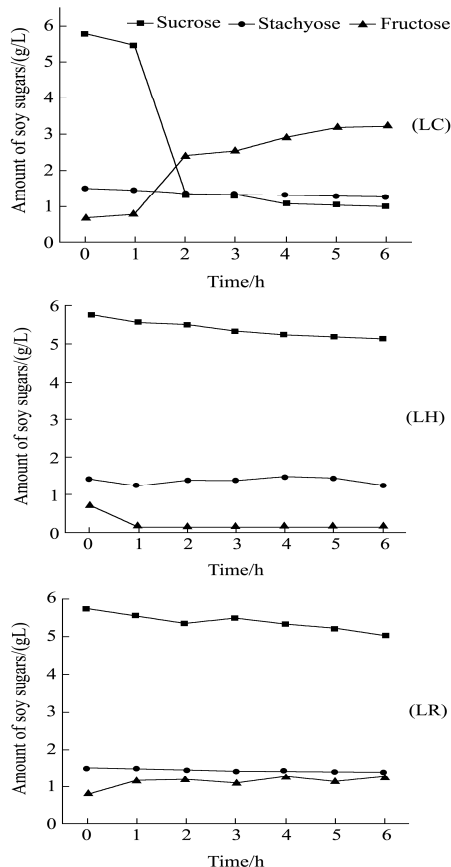 Sucrose Stachyose Fructose
Amount of soy sugars/(g/L)
6
5
4
3
2
1
0
(LC)
0 1 2 3 4 5 6
Time/h
Amount of soy sugars/(g/L)
6
5
4
3
2
1
0
(LH)
0 1 2 3 4 5 6
Time/h
Amount of soy sugars/(gL)
6
5
4
3
2
1
0
(LR)
0 1 2 3 4 5 6
Time/h